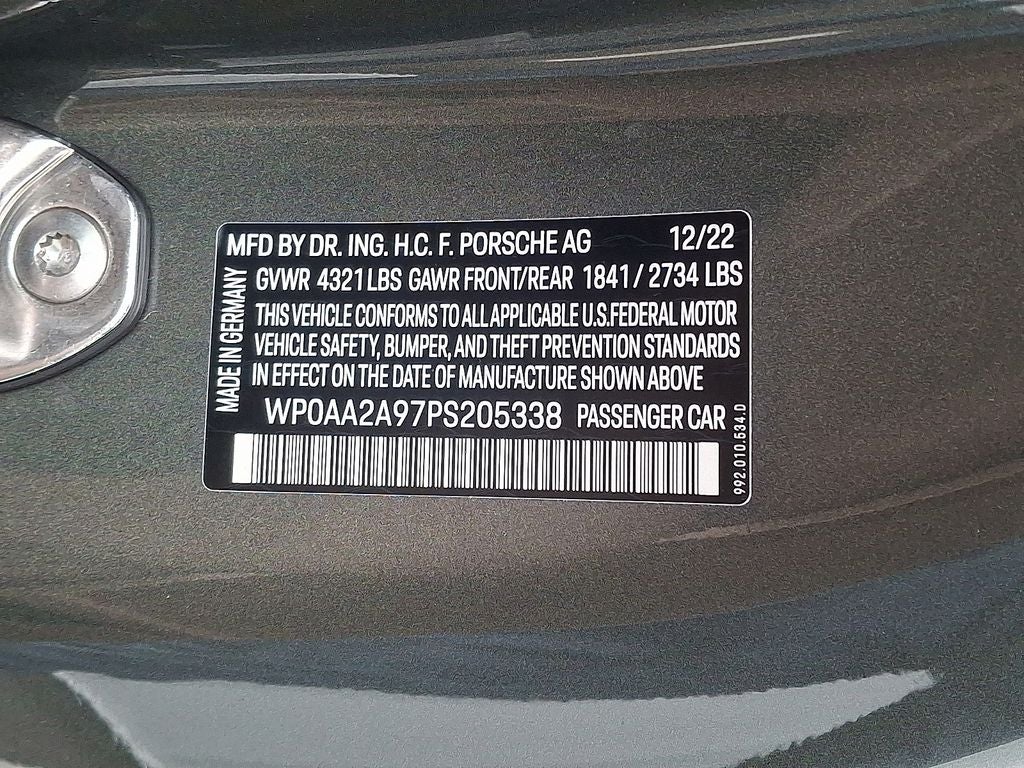 MFD BY DR. ING. H.C. F. PORSCHE AG 12/22
GVWR 4321 LBS GAWR FRONT/REAR 1841 / 2734 LBS
THIS VEHICLE CONFORMS TO ALL APPLICABLE U.S. FEDERAL MOTOR
VEHICLE SAFETY, BUMPER, AND THEFT PREVENTION STANDARDS
IN EFFECT ON THE DATE OF MANUFACTURE SHOWN ABOVE
MADE IN GERMANY
WP0AA2A97PS205338 PASSENGER CAR
992.010.534.D